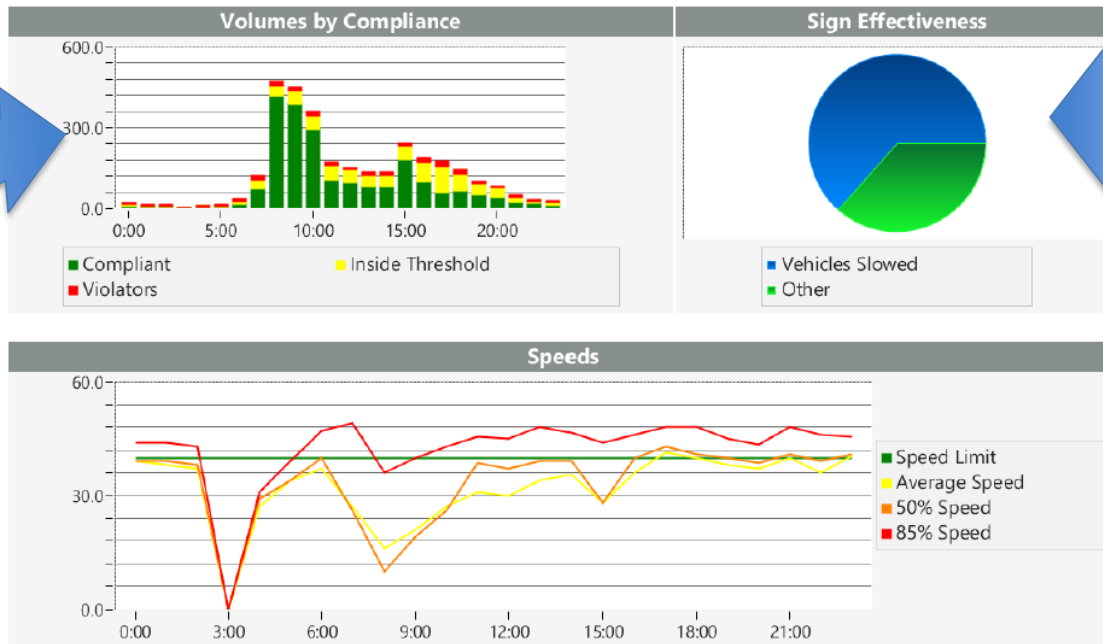 Volumes by Compliance
Sign Effectiveness
600.0
300.0
0.0
0:00 5:00 10:00 15:00 20:00
Compliant
Inside Threshold
Violators
Vehicles Slowed
Other
Speeds
60.0
30.0
0.0
0:00 3:00 6:00 9:00 12:00 15:00 18:00 21:00
Speed Limit
Average Speed
50% Speed
85% Speed